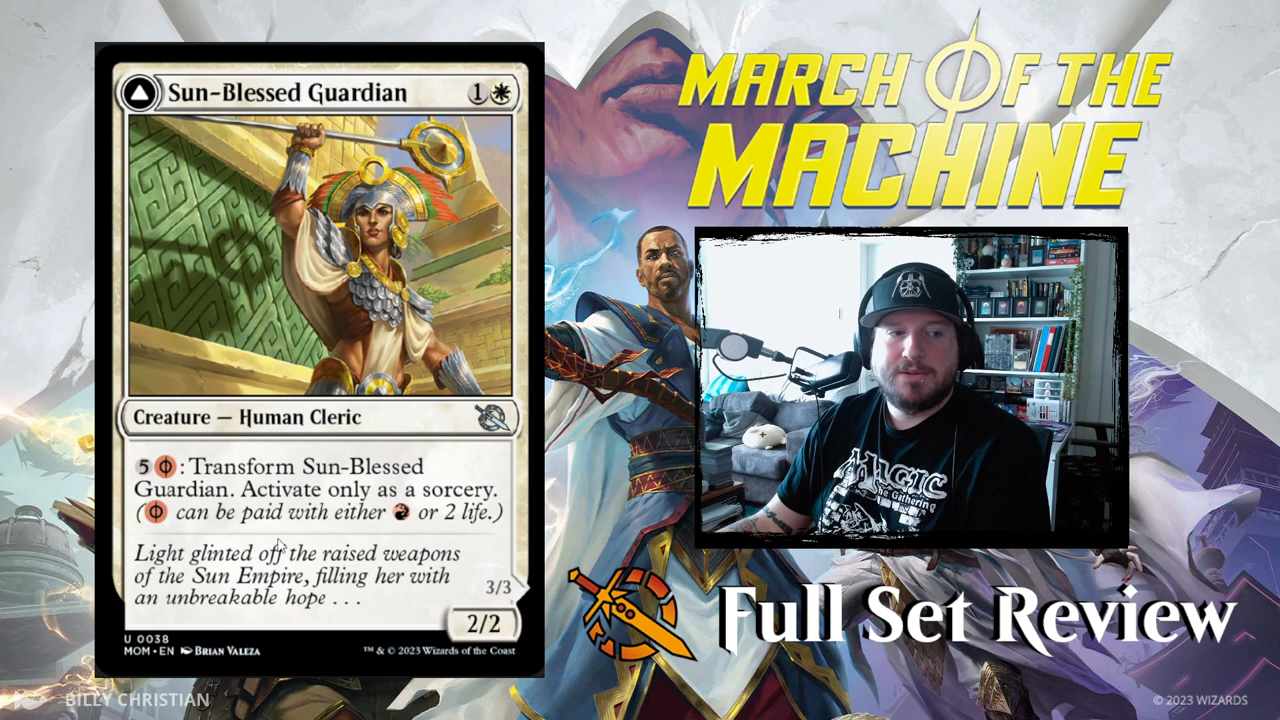 Sun-Blessed Guardian 1
Creature — Human Cleric
5 : Transform Sun-Blessed
Guardian. Activate only as a sorcery.
( can be paid with either or 2 life.)
Light glinted off the raised weapons
of the Sun Empire, filling her with
an unbreakable hope . . .
3/3
2/2
U 0038
MOM • EN BRIAN VALEZA
™ & © 2023 Wizards of the Coast
MARCH OF THE
MACHINE
MAGIC
The Gathering
Full Set Review
BILLY CHRISTIAN
© 2023 WIZARDS